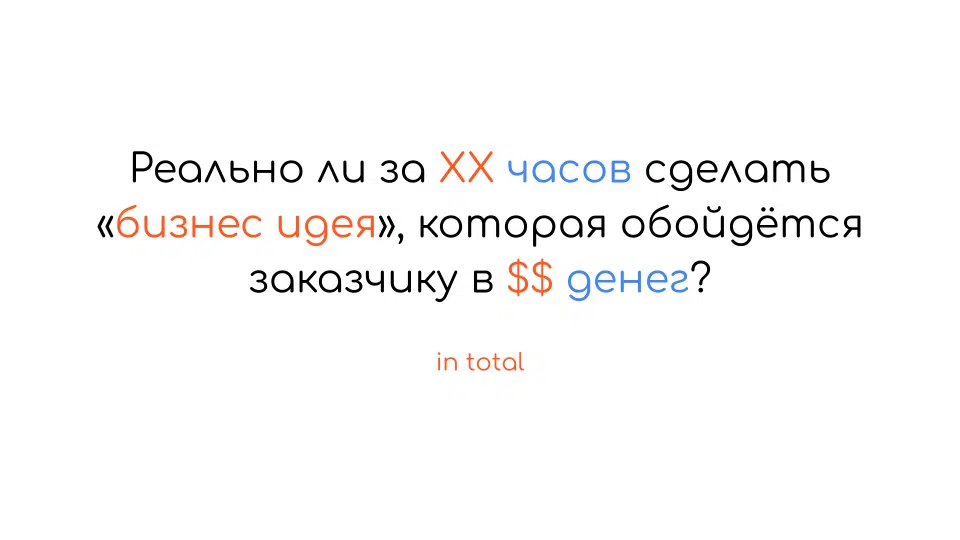 Реально ли за XX часов сделать
«бизнес идея», которая обойдётся
заказчику в $$ денег?
in total